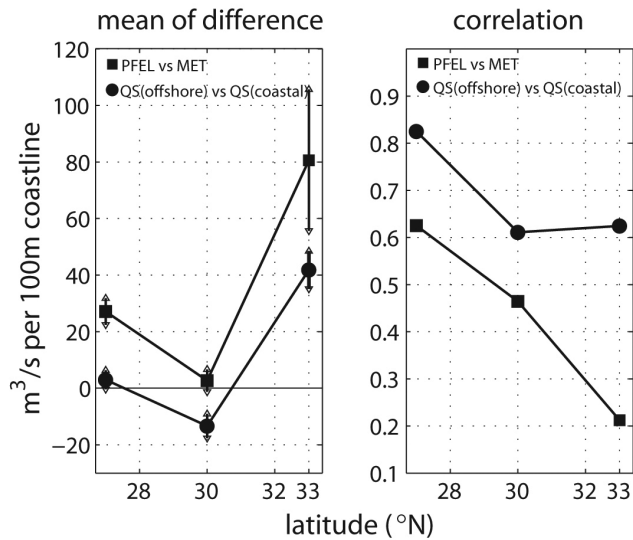 mean of difference
correlation
m³/s per 100m coastline
120
100
80
60
40
20
0
−20
PFEL vs MET
QS(offshore) vs QS(coastal)
28
30
32 33
0.9
0.8
0.7
0.6
0.5
0.4
0.3
0.2
0.1
PFEL vs MET
QS(offshore) vs QS(coastal)
28
30
32 33
latitude (°N)